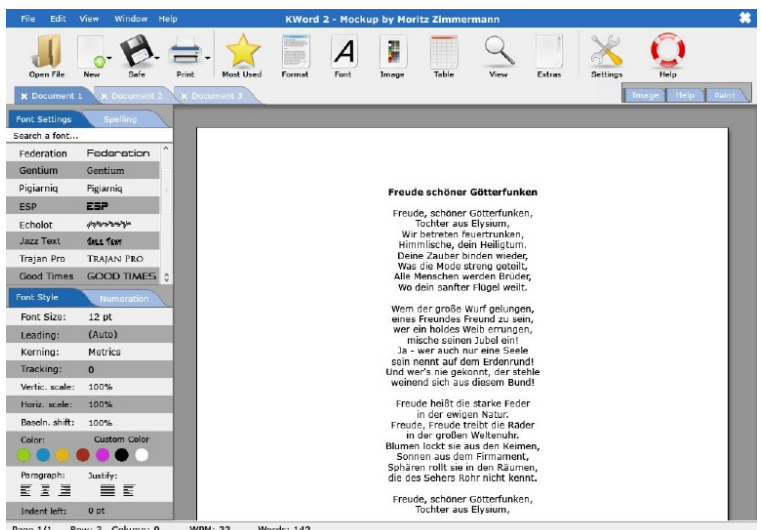 File Edit View Window Help KWord 2 - Mockup by Moritz Zimmermann
Open File New Safe Print Most Used Format Font Image Table View Extras Settings Help
Document 1 Document 2 Document 3 Image Help Paint
Font Settings Spelling
Search a font...
Federation Federation
Gentium Gentium
Pigiarniq Pigiarniq
ESP ESP
Echolot
Jazz Text Jazz Text
Trajan Pro Trajan Pro
Good Times GOOD TIMES
Font Style Numeration
Font Size: 12 pt
Leading: (Auto)
Kerning: Metrics
Tracking: 0
Vertic. scale: 100%
Horiz. scale: 100%
Baseln. shift: 100%
Color: Custom Color
Paragraph: Justify:
Indent left: 0 pt
Freude schöner Götterfunken
Freude, schöner Götterfunken,
Tochter aus Elysium,
Wir betreten feuertrunken,
Himmlische, dein Heiligtum.
Deine Zauber binden wieder,
Was die Mode streng geteilt,
Alle Menschen werden Brüder,
Wo dein sanfter Flügel weilt.
Wem der große Wurf gelungen,
eines Freundes Freund zu sein,
wer ein holdes Weib errungen,
mische seinen Jubel ein!
Ja - wer auch nur eine Seele
sein nennt auf dem Erdenrund!
Und wer's nie gekonnt, der stehle
weinend sich aus diesem Bund!
Freude heißt die starke Feder
in der ewigen Natur.
Freude, Freude treibt die Räder
in der großen Weltenuhr.
Blumen lockt sie aus den Keimen,
Sonnen aus dem Firmament,
Sphären rollt sie in den Räumen,
die des Sehers Rohr nicht kennt.
Freude, schöner Götterfunken,
Tochter aus Elysium,
Page 1/1 Row: 3 Column: 9 WPM: 33 Words: 142